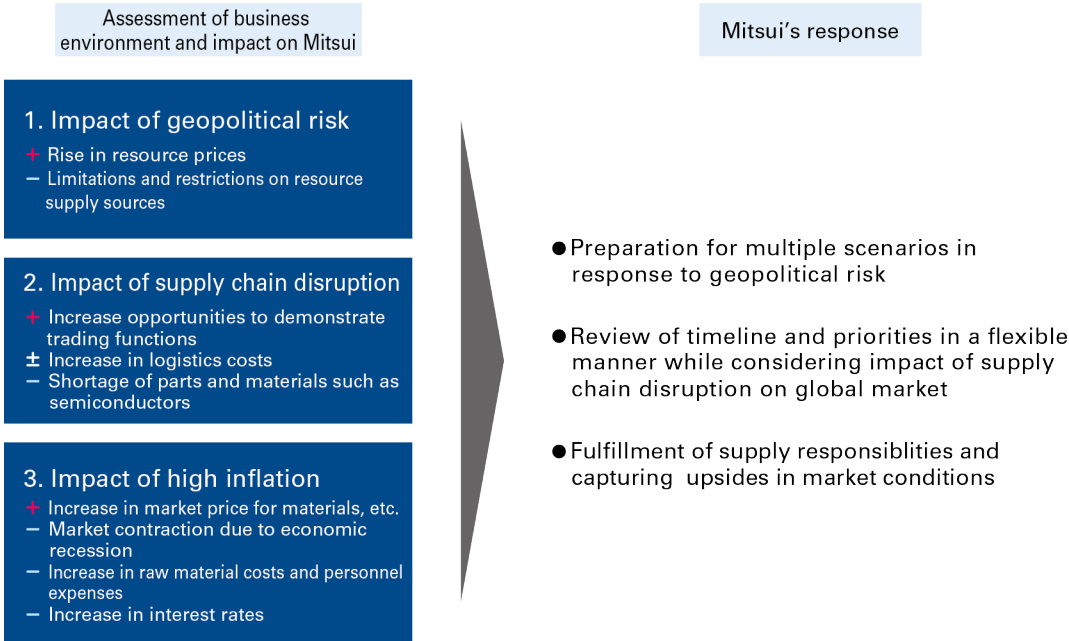 Assessment of business
environment and impact on Mitsui
Mitsui’s response
1. Impact of geopolitical risk
+ Rise in resource prices
− Limitations and restrictions on resource
supply sources
2. Impact of supply chain disruption
+ Increase opportunities to demonstrate
trading functions
± Increase in logistics costs
− Shortage of parts and materials such as
semiconductors
3. Impact of high inflation
+ Increase in market price for materials, etc.
− Market contraction due to economic
recession
− Increase in raw material costs and personnel
expenses
− Increase in interest rates
●Preparation for multiple scenarios in
response to geopolitical risk
●Review of timeline and priorities in a flexible
manner while considering impact of supply
chain disruption on global market
●Fulfillment of supply responsiblities and
capturing upsides in market conditions